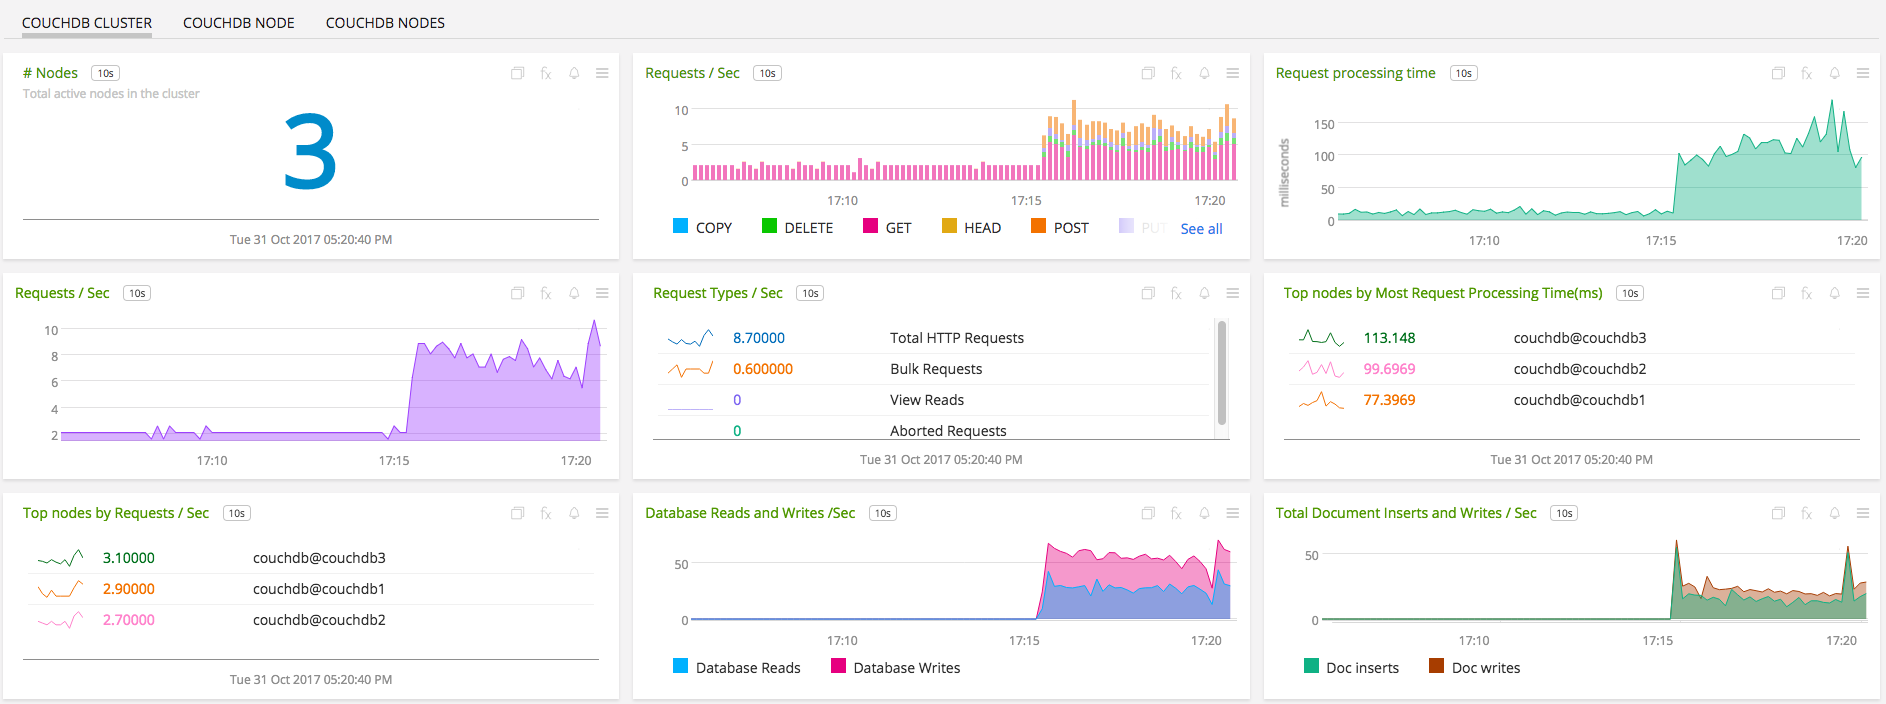 COUCHDB CLUSTER COUCHDB NODE COUCHDB NODES
# Nodes 10s
Total active nodes in the cluster
3
Tue 31 Oct 2017 05:20:40 PM
Requests / Sec 10s
10
5
0
17:10 17:15 17:20
COPY DELETE GET HEAD POST PUT See all
Request processing time 10s
milliseconds
150
100
50
0
17:10 17:15 17:20
Requests / Sec 10s
10
8
6
4
2
17:10 17:15 17:20
Request Types / Sec 10s
8.70000 Total HTTP Requests
0.600000 Bulk Requests
0 View Reads
0 Aborted Requests
Tue 31 Oct 2017 05:20:40 PM
Top nodes by Most Request Processing Time(ms) 10s
113.148 couchdb@couchdb3
99.6969 couchdb@couchdb2
77.3969 couchdb@couchdb1
Tue 31 Oct 2017 05:20:40 PM
Top nodes by Requests / Sec 10s
3.10000 couchdb@couchdb3
2.90000 couchdb@couchdb1
2.70000 couchdb@couchdb2
Tue 31 Oct 2017 05:20:40 PM
Database Reads and Writes /Sec 10s
50
0
17:10 17:15 17:20
Database Reads Database Writes
Total Document Inserts and Writes / Sec 10s
50
0
17:10 17:15 17:20
Doc inserts Doc writes